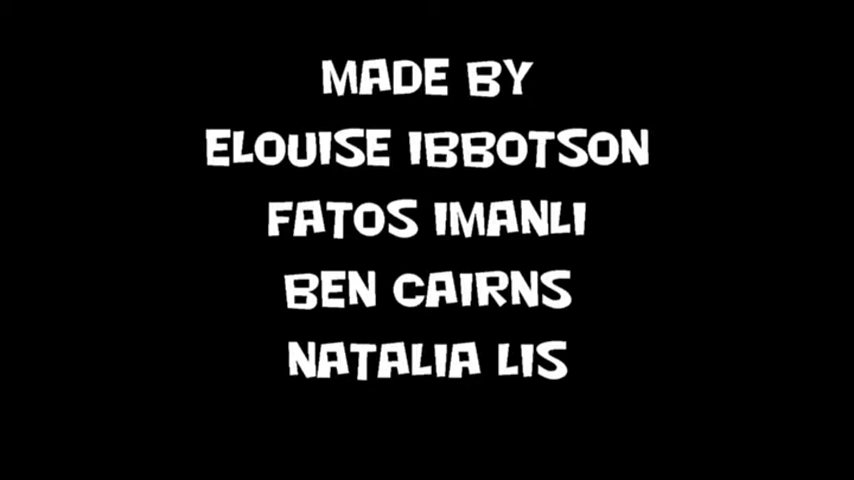 MADE BY
ELOUISE IBBOTSON
FATOS IMANLI
BEN CAIRNS
NATALIA LIS